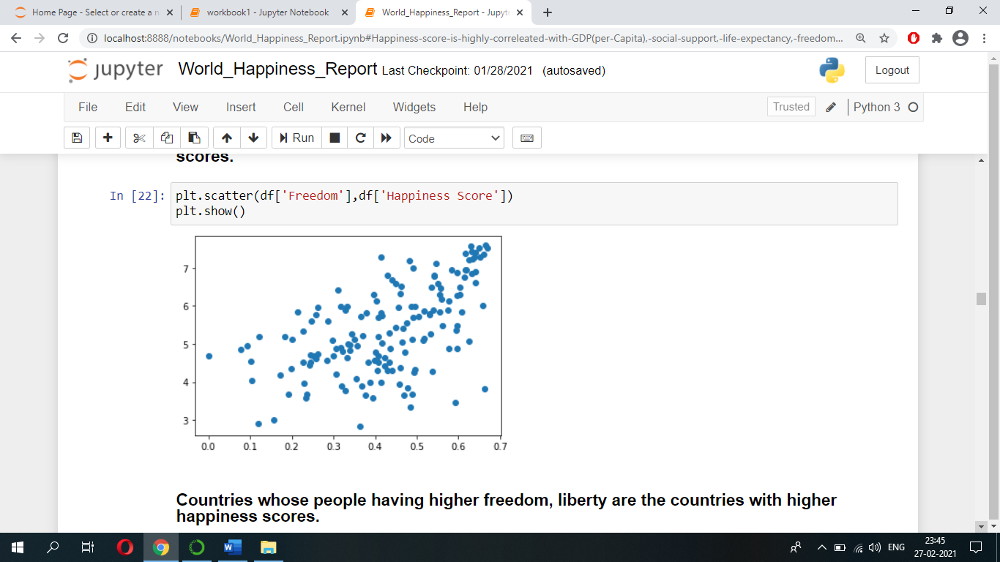 Home Page - Select or create a n
workbook1 - Jupyter Notebook
World_Happiness_Report - Jupyt
localhost:8888/notebooks/World_Happiness_Report.ipynb#Happiness-score-is-highly-correleated-with-GDP(per-Capita),-social-support,-life-expectancy,-freedom...
jupyter World_Happiness_Report Last Checkpoint: 01/28/2021 (autosaved)
Logout
File Edit View Insert Cell Kernel Widgets Help
Trusted
Python 3
Run
Code
scores.
In [22]: plt.scatter(df['Freedom'],df['Happiness Score'])
plt.show()
7
6
5
4
3
0.0 0.1 0.2 0.3 0.4 0.5 0.6 0.7
Countries whose people having higher freedom, liberty are the countries with higher
happiness scores.
ENG
23:45
27-02-2021